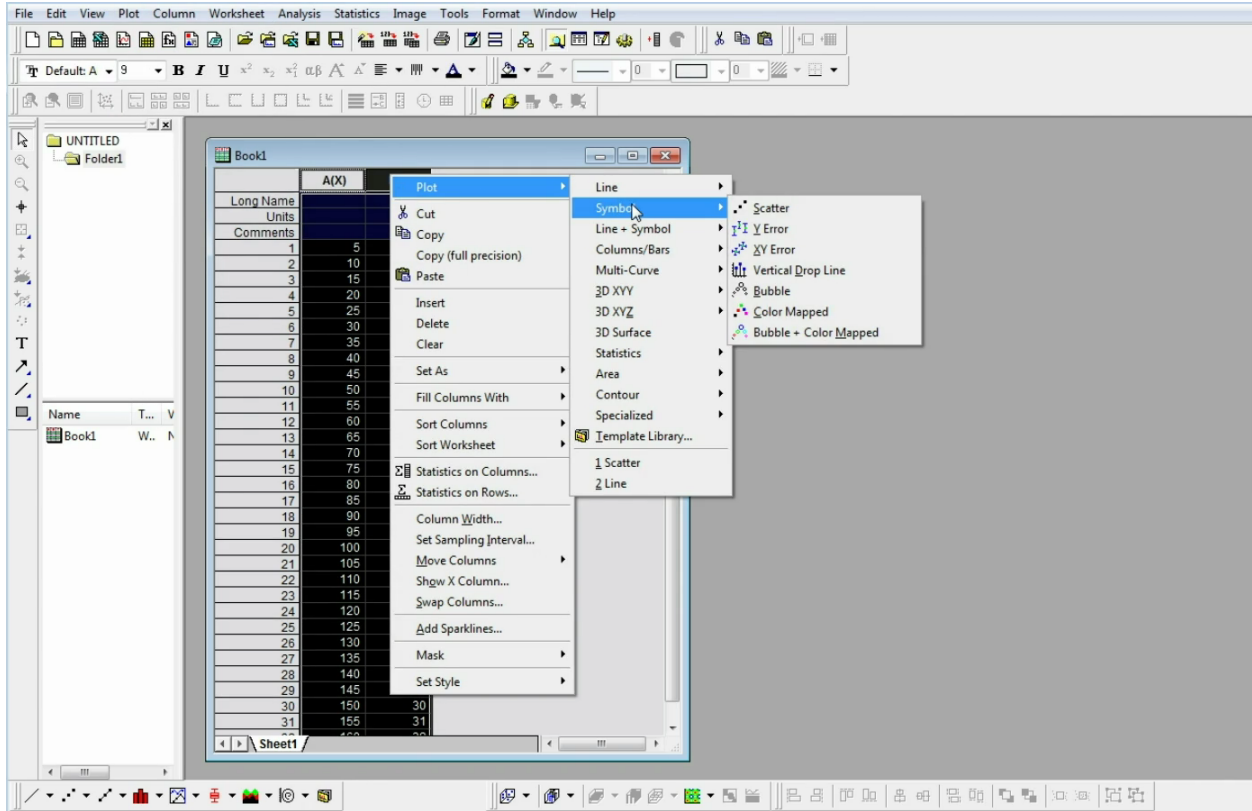 File Edit View Plot Column Worksheet Analysis Statistics Image Tools Format Window Help
Default: A 9 B I U x² x₂ x₁² αβ A A A 0 0
UNTITLED
Folder1
Name T... V
Book1 W.. N
T
Book1
A(X)
Long Name
Units
Comments
1 5
2 10
3 15
4 20
5 25
6 30
7 35
8 40
9 45
10 50
11 55
12 60
13 65
14 70
15 75
16 80
17 85
18 90
19 95
20 100
21 105
22 110
23 115
24 120
25 125
26 130
27 135
28 140
29 145
30 150 30
31 155 31
Sheet1
Plot
Cut
Copy
Copy (full precision)
Paste
Insert
Delete
Clear
Set As
Fill Columns With
Sort Columns
Sort Worksheet
Statistics on Columns...
Statistics on Rows...
Column Width...
Set Sampling Interval...
Move Columns
Show X Column...
Swap Columns...
Add Sparklines...
Mask
Set Style
Line
Symbol
Line + Symbol
Columns/Bars
Multi-Curve
3D XYY
3D XYZ
3D Surface
Statistics
Area
Contour
Specialized
Template Library...
1 Scatter
2 Line
Scatter
Y Error
XY Error
Vertical Drop Line
Bubble
Color Mapped
Bubble + Color Mapped